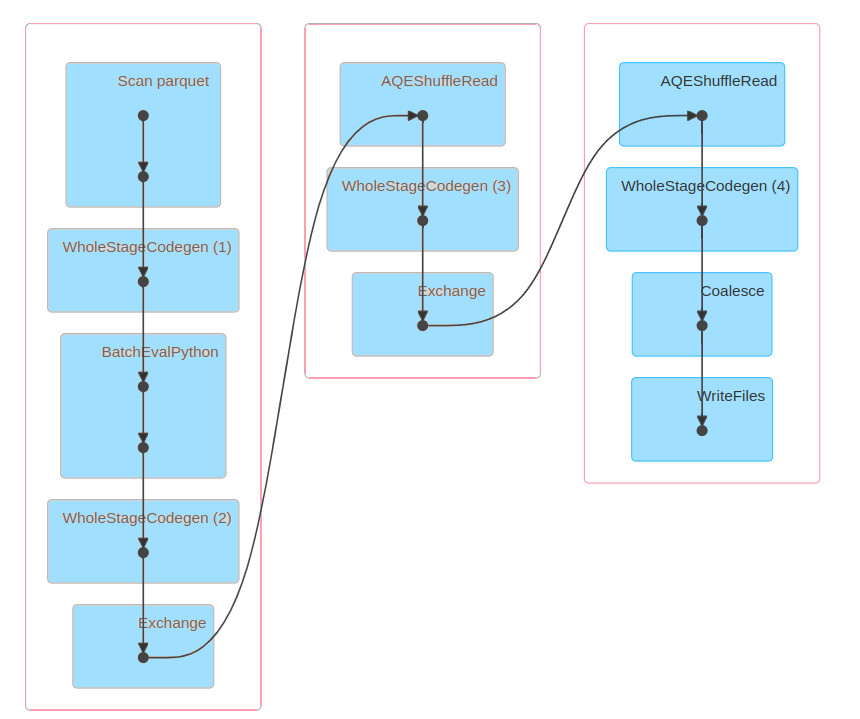 Scan parquet
WholeStageCodegen (1)
BatchEvalPython
WholeStageCodegen (2)
Exchange
AQEShuffleRead
WholeStageCodegen (3)
Exchange
AQEShuffleRead
WholeStageCodegen (4)
Coalesce
WriteFiles